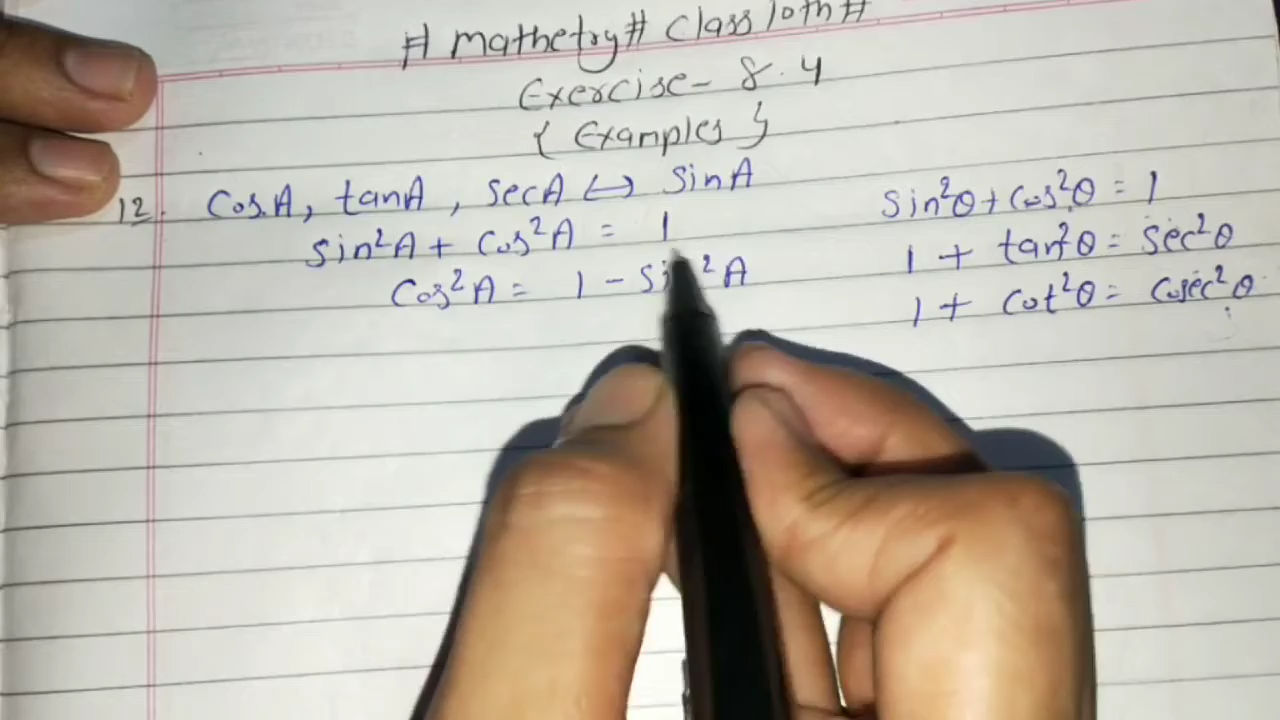 # Mathetry # Class 10th #
Exercise - 8.4
{ Examples }
12. Cos.A, tanA, secA ↔ sinA
sin²A + cos²A = 1
Cos²A = 1 - sin²A
sin²θ + cos²θ = 1
1 + tan²θ = sec²θ
1 + cot²θ = cosec²θ